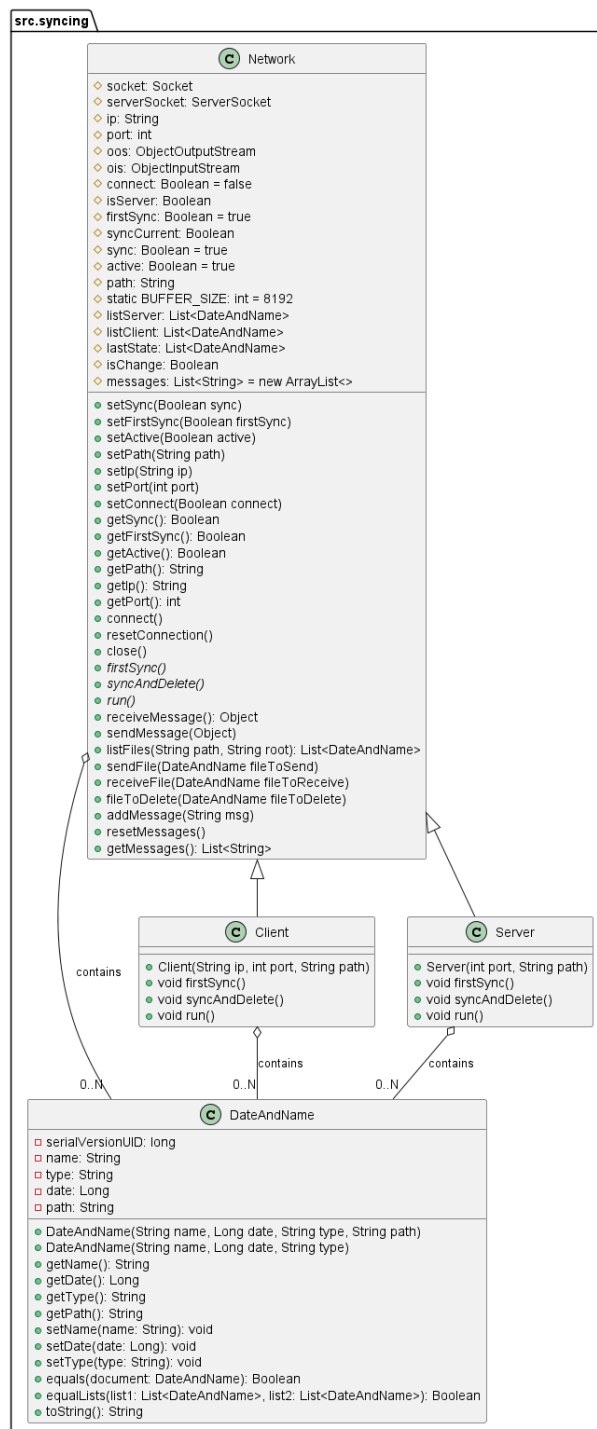 src.syncing
C Network
socket: Socket
serverSocket: ServerSocket
ip: String
port: int
oos: ObjectOutputStream
ois: ObjectInputStream
connect: Boolean = false
isServer: Boolean
firstSync: Boolean = true
syncCurrent: Boolean
sync: Boolean = true
active: Boolean = true
path: String
static BUFFER_SIZE: int = 8192
listServer: List<DateAndName>
listClient: List<DateAndName>
lastState: List<DateAndName>
isChange: Boolean
messages: List<String> = new ArrayList<>
setSync(Boolean sync)
setFirstSync(Boolean firstSync)
setActive(Boolean active)
setPath(String path)
setIp(String ip)
setPort(int port)
setConnect(Boolean connect)
getSync(): Boolean
getFirstSync(): Boolean
getActive(): Boolean
getPath(): String
getIp(): String
getPort(): int
connect()
resetConnection()
close()
firstSync()
syncAndDelete()
run()
receiveMessage(): Object
sendMessage(Object)
listFiles(String path, String root): List<DateAndName>
sendFile(DateAndName fileToSend)
receiveFile(DateAndName fileToReceive)
fileToDelete(DateAndName fileToDelete)
addMessage(String msg)
resetMessages()
getMessages(): List<String>
C Client
Client(String ip, int port, String path)
void firstSync()
void syncAndDelete()
void run()
C Server
Server(int port, String path)
void firstSync()
void syncAndDelete()
void run()
contains
contains
contains
0..N
0..N
0..N
C DateAndName
serialVersionUID: long
name: String
type: String
date: Long
path: String
DateAndName(String name, Long date, String type, String path)
DateAndName(String name, Long date, String type)
getName(): String
getDate(): Long
getType(): String
getPath(): String
setName(name: String): void
setDate(date: Long): void
setType(type: String): void
equals(document: DateAndName): Boolean
equalLists(list1: List<DateAndName>, list2: List<DateAndName>): Boolean
toString(): String